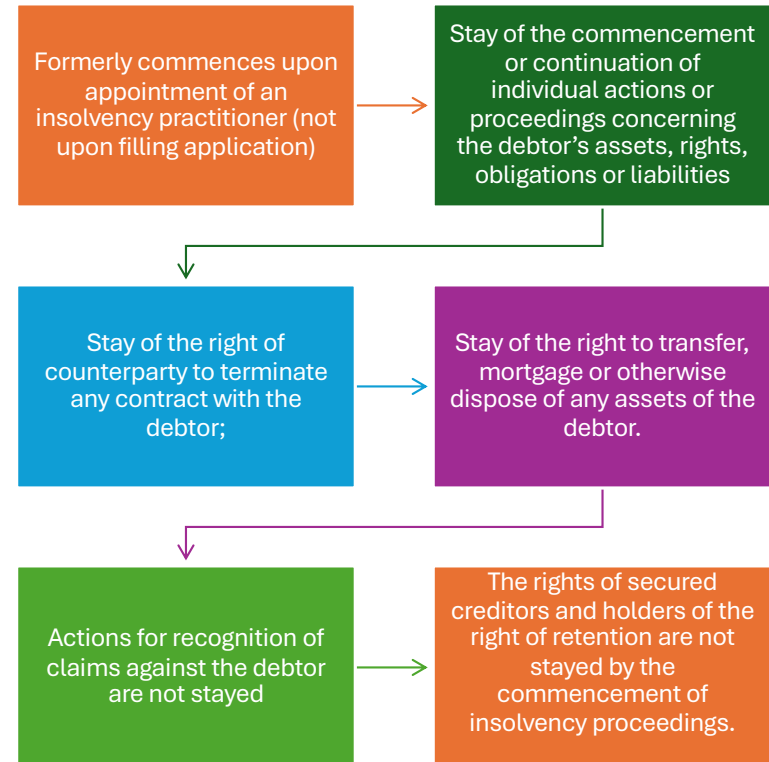 Formerly commences upon
appointment of an
insolvency practitioner (not
upon filling application)
Stay of the commencement
or continuation of
individual actions or
proceedings concerning
the debtor’s assets, rights,
obligations or liabilities
Stay of the right of
counterparty to terminate
any contract with the
debtor;
Stay of the right to transfer,
mortgage or otherwise
dispose of any assets of the
debtor.
Actions for recognition of
claims against the debtor
are not stayed
The rights of secured
creditors and holders of the
right of retention are not
stayed by the
commencement of
insolvency proceedings.